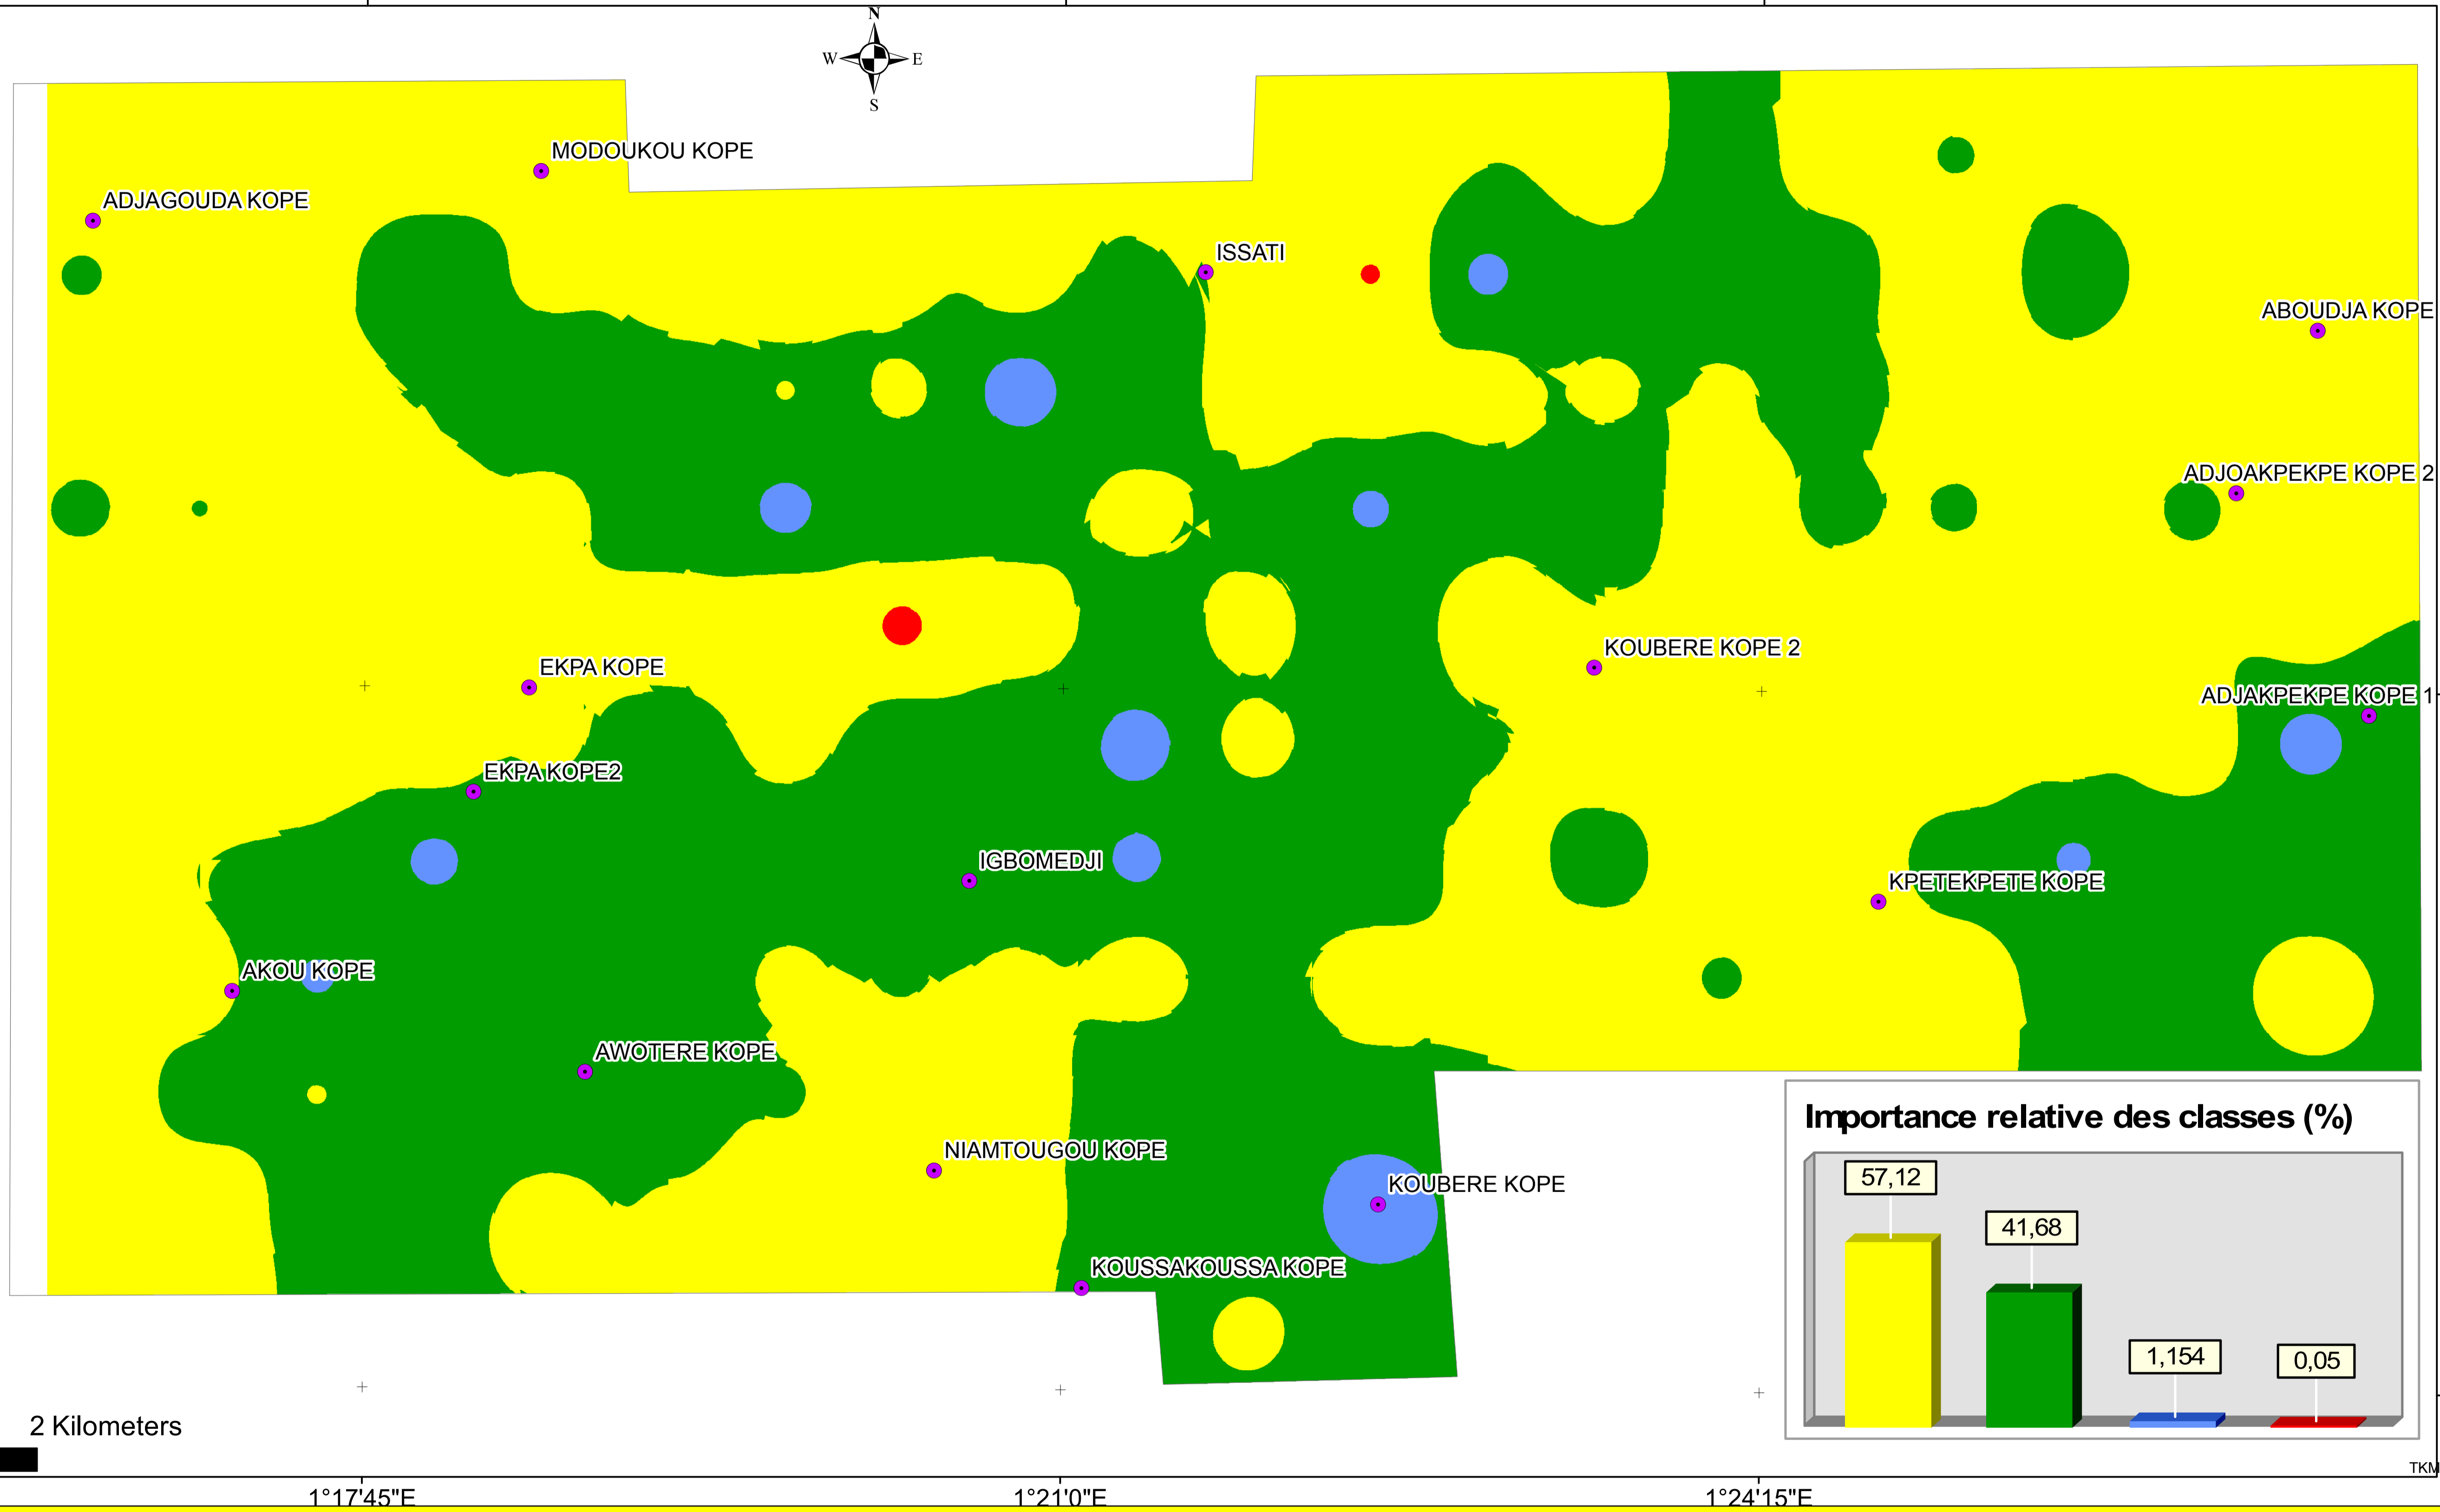 N
W E
S
MODOUKOU KOPE
ADJAGOUDA KOPE
ISSATI
ABOUDJA KOPE
ADJOAKPEKPE KOPE 2
KOUBERE KOPE 2
EKPA KOPE
ADJAKPEKPE KOPE 1
EKPA KOPE2
IGBOMEDJI
KPETEKPETE KOPE
AKOU KOPE
AWOTERE KOPE
NIAMTOUGOU KOPE
KOUBERE KOPE
KOUSSAKOUSSA KOPE
Importance relative des classes (%)
57,12
41,68
1,154
0,05
2 Kilometers
TKM
1°17'45"E
1°21'0"E
1°24'15"E